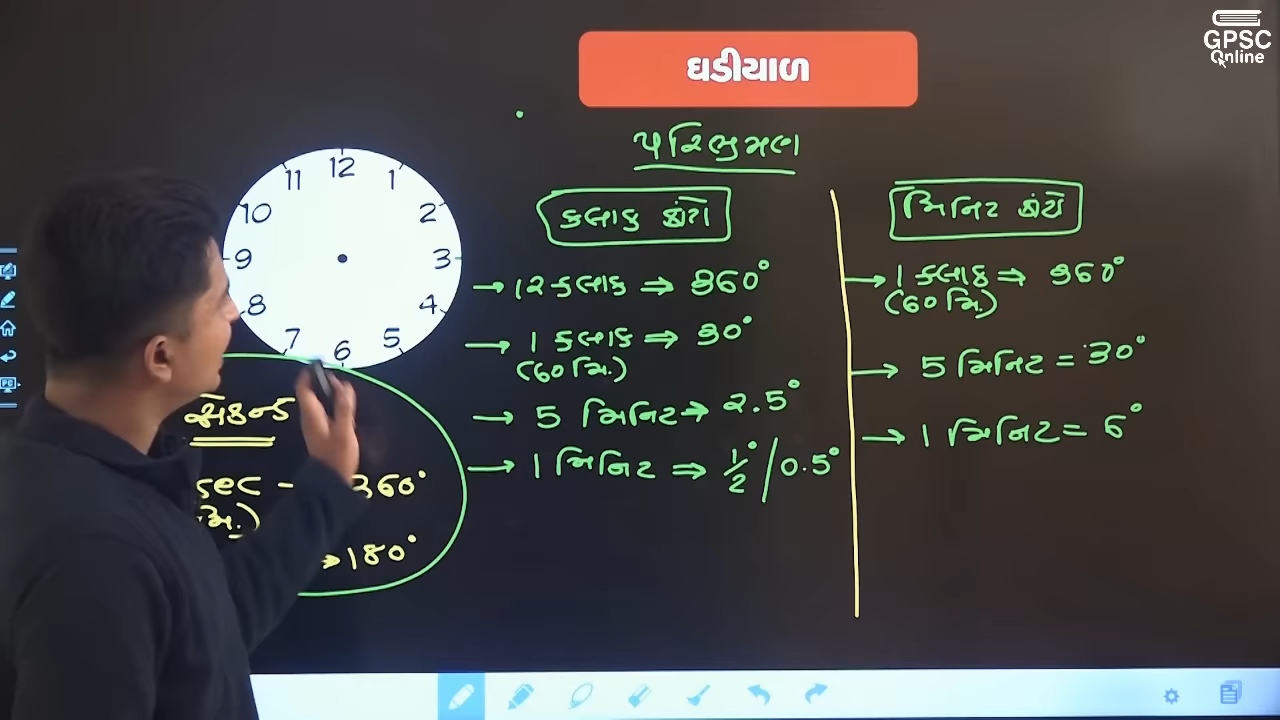 GPSC
Online
ઘડીયાળ
પરિભ્રમણ
12
11
1
10
2
9
3
8
4
7
5
6
કલાક કાંટો
→ 12 કલાક ⇒ 360°
→ 1 કલાક ⇒ 30°
(60 મિ.)
→ 5 મિનિટ → 2.5°
→ 1 મિનિટ ⇒ 1/2° / 0.5°
મિનિટ કાંટો
→ 1 કલાક ⇒ 360°
(60 મિ.)
→ 5 મિનિટ = 30°
→ 1 મિનિટ = 6°
સેકન્ડ
sec - 360°
મિ.)
→ 180°